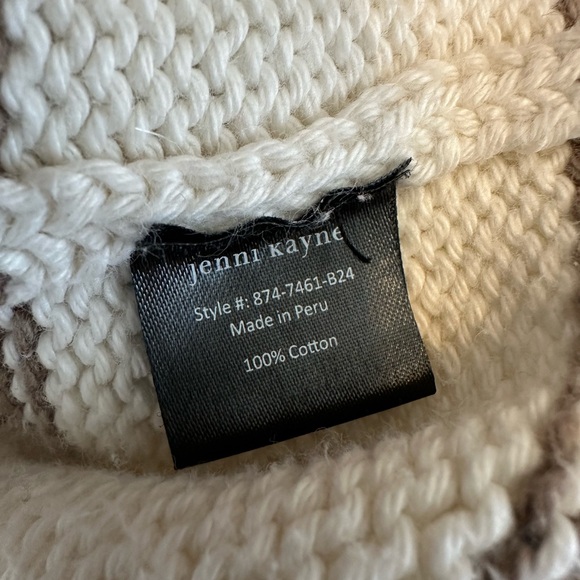 jenni kayne
Style #: 874-7461-B24
Made in Peru
100% Cotton